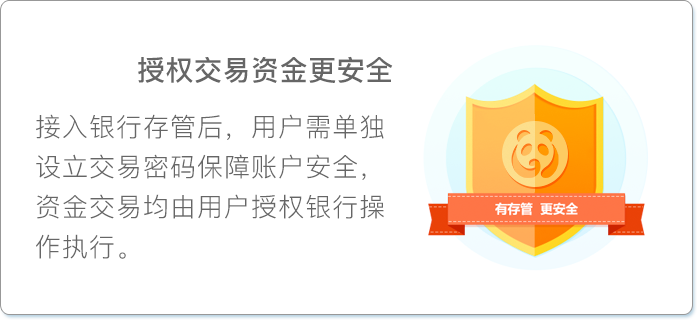 授权交易资金更安全
接入银行存管后，用户需单独
设立交易密码保障账户安全，
资金交易均由用户授权银行操
作执行。
有存管 更安全